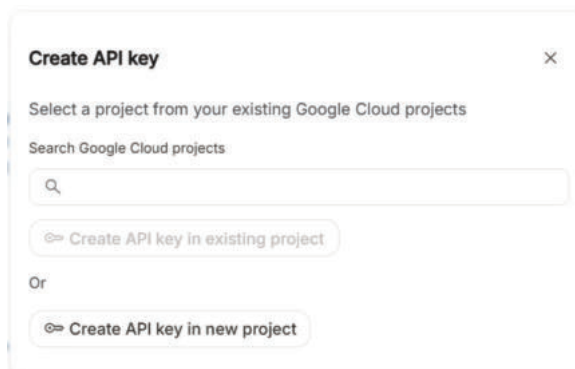 Create API key
Select a project from your existing Google Cloud projects
Search Google Cloud projects
Create API key in existing project
Or
Create API key in new project